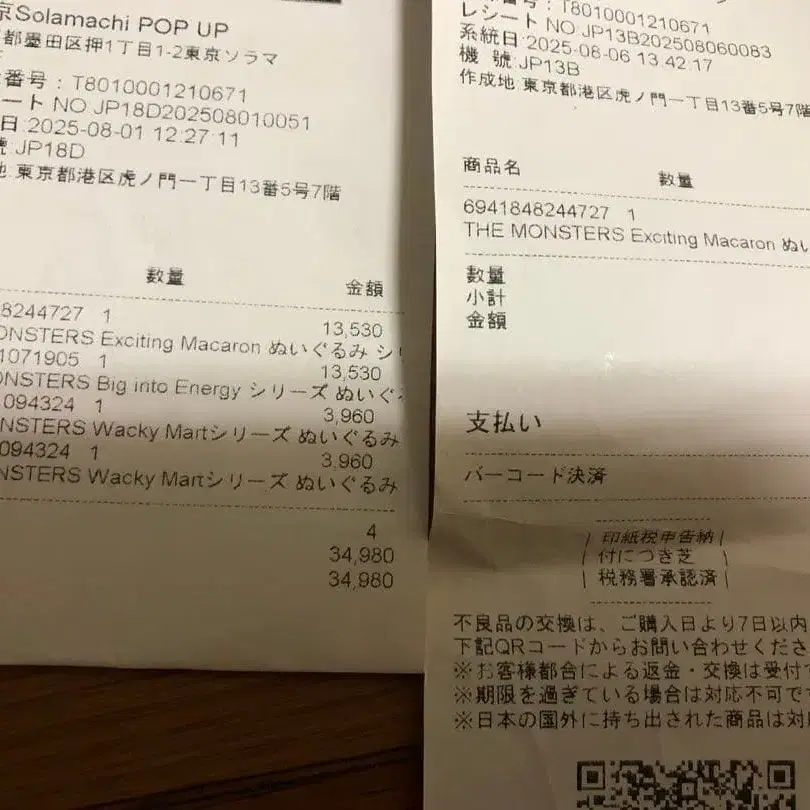 京Solamachi POP UP
都墨田区押1丁目1-2東京ソラマ
番号：T8010001210671
ート NO.JP18D202508010051
日:2025-08-01 12:27:11
號:JP18D
地:東京都港区虎ノ門一丁目13番5号7階
数量 金額
8244727 1 13,530
ONSTERS Exciting Macaron ぬいぐるみ シリ
1071905 1 13,530
ONSTERS Big into Energy シリーズ ぬいぐ
1094324 1 3,960
NSTERS Wacky Martシリーズ ぬいぐるみ
094324 1 3,960
NSTERS Wacky Martシリーズ ぬいぐるみ
4
34,980
34,980
番号：T8010001210671
レシート NO.JP13B202508060083
系統日:2025-08-06 13:42:17
機 號:JP13B
作成地:東京都港区虎ノ門一丁目13番5号7階
商品名 数量
6941848244727 1
THE MONSTERS Exciting Macaron ぬい
数量
小計
金額
支払い
バーコード決済
印紙税申告納
付につき芝
税務署承認済
不良品の交換は、ご購入日より7日以内
下記QRコードからお問い合わせくださ
※お客様都合による返金・交換は受付
※期限を過ぎている場合は対応不可で
※日本の国外に持ち出された商品は対